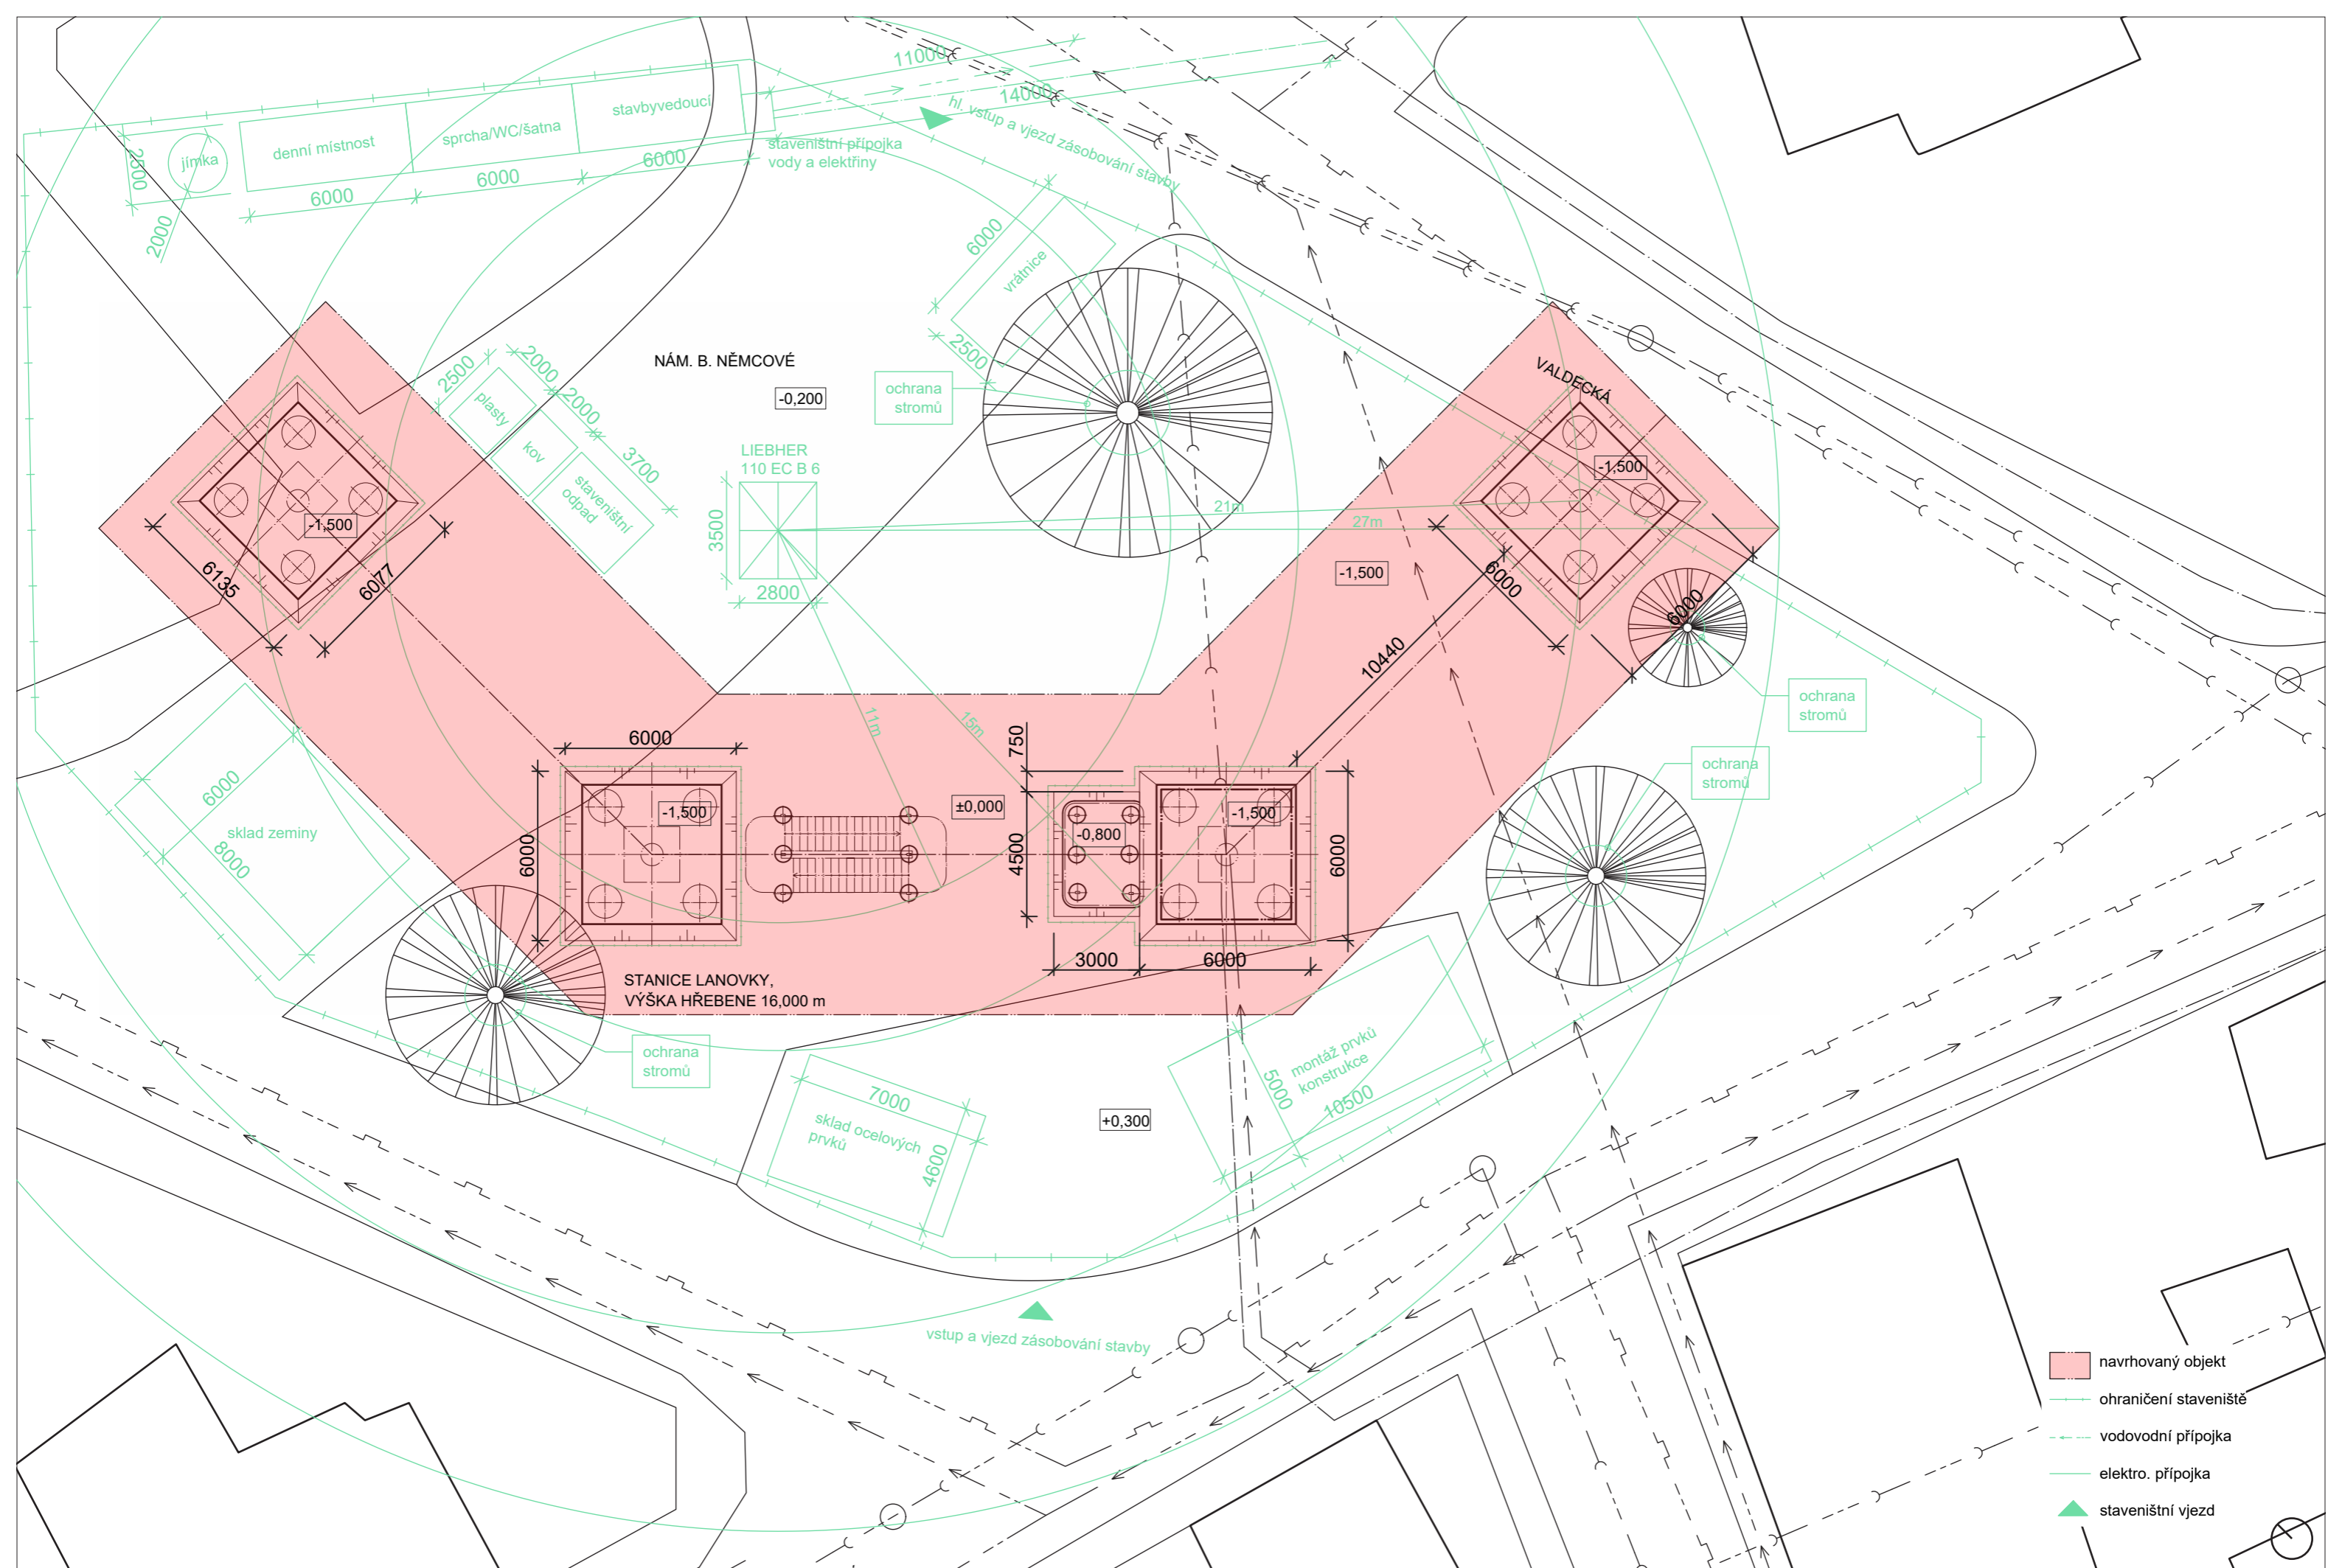 11000
14000
hl. vstup a vjezd zásobování stavby
stavbyvedoucí
sprcha/WC/šatna
denní místnost
jímka
2500
2000
6000
6000
6000
staveništní přípojka
vody a elektřiny
6000
vrátnice
2500
NÁM. B. NĚMCOVÉ
-0,200
ochrana
stromů
VALDECKÁ
2500
2000
2000
3700
plasty
kov
staveništní
odpad
LIEBHER
110 EC B 6
3500
2800
21m
27m
-1,500
-1,500
-1,500
6135
6077
6000
6000
10440
11m
15m
ochrana
stromů
ochrana
stromů
6000
6000
-1,500
±0,000
750
4500
-0,800
-1,500
6000
3000
6000
6000
sklad zeminy
8000
STANICE LANOVKY,
VÝŠKA HŘEBENE 16,000 m
ochrana
stromů
7000
sklad ocelových
prvků
4600
+0,300
montáž prvků
konstrukce
5000
10500
vstup a vjezd zásobování stavby
navrhovaný objekt
ohraničení staveniště
vodovodní přípojka
elektro. přípojka
staveništní vjezd